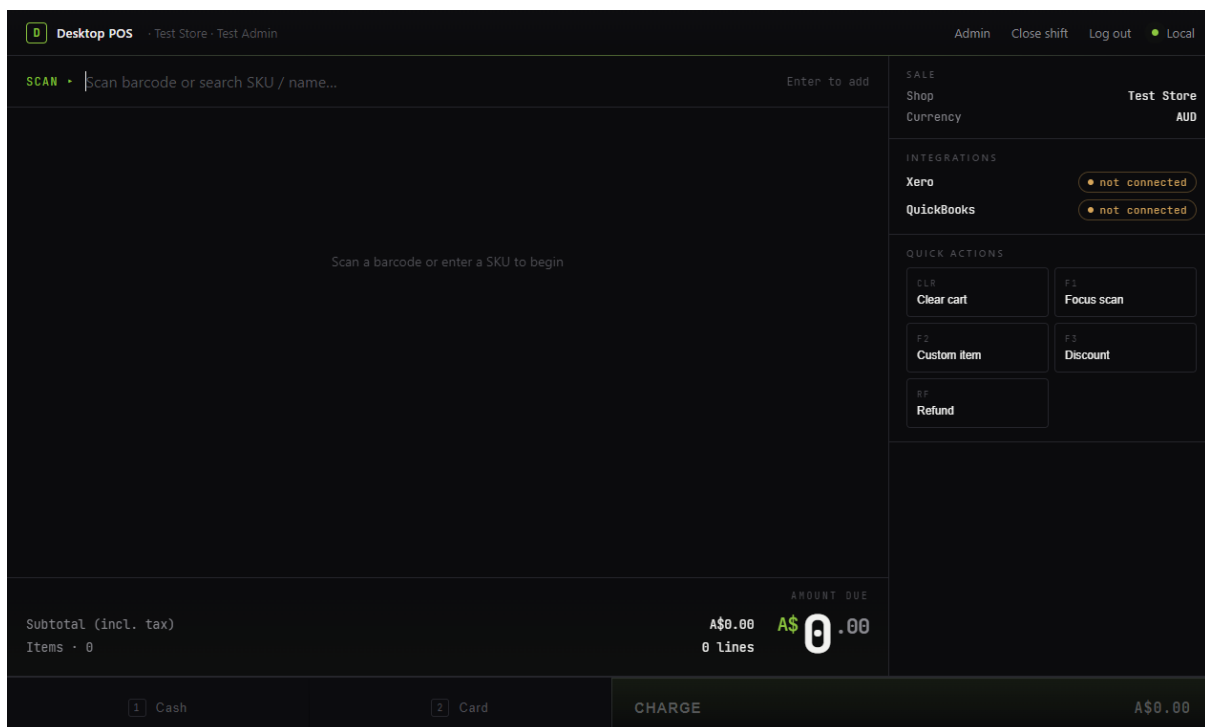 D Desktop POS · Test Store · Test Admin Admin Close shift Log out Local
SCAN ▸ Scan barcode or search SKU / name... Enter to add
Scan a barcode or enter a SKU to begin
Subtotal (incl. tax) A$0.00
Items · 0 0 lines
AMOUNT DUE
A$0.00
1 Cash 2 Card CHARGE A$0.00
SALE
Shop Test Store
Currency AUD
INTEGRATIONS
Xero not connected
QuickBooks not connected
QUICK ACTIONS
CLR
Clear cart
F1
Focus scan
F2
Custom item
F3
Discount
RF
Refund